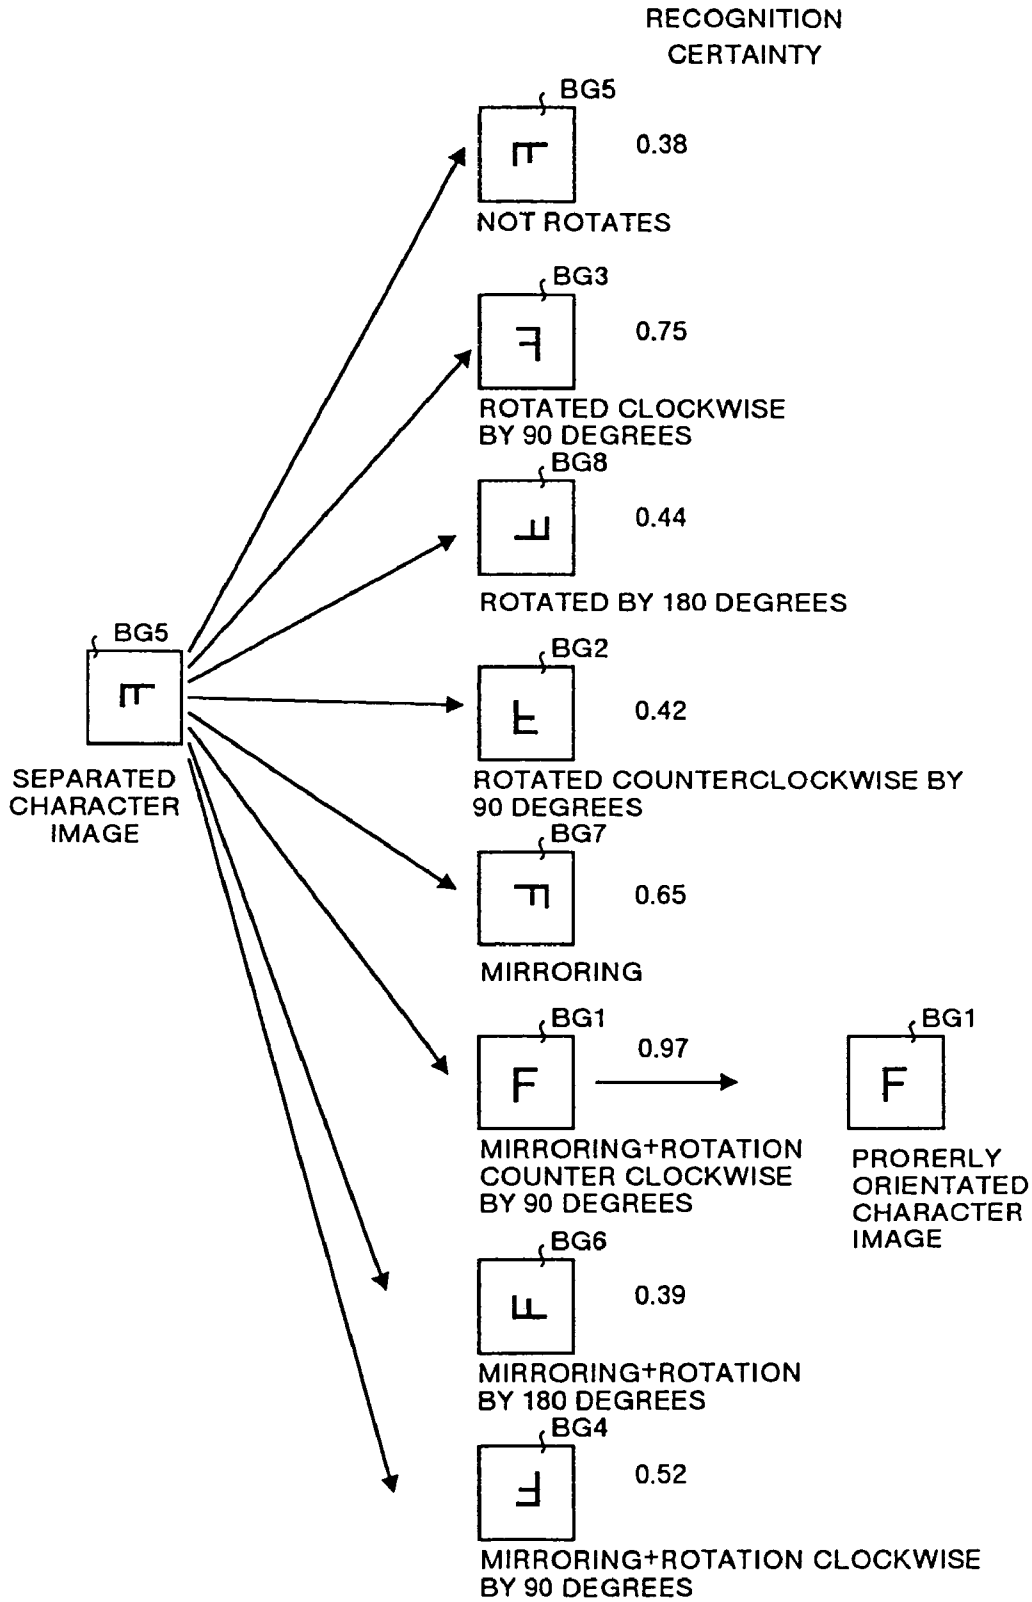 RECOGNITION
CERTAINTY
BG5
0.38
NOT ROTATES
BG3
0.75
ROTATED CLOCKWISE
BY 90 DEGREES
BG8
0.44
ROTATED BY 180 DEGREES
BG5
SEPARATED
CHARACTER
IMAGE
BG2
0.42
ROTATED COUNTERCLOCKWISE BY
90 DEGREES
BG7
0.65
MIRRORING
BG1
F
0.97
MIRRORING+ROTATION
COUNTER CLOCKWISE
BY 90 DEGREES
BG1
F
PRORERLY
ORIENTATED
CHARACTER
IMAGE
BG6
0.39
MIRRORING+ROTATION
BY 180 DEGREES
BG4
0.52
MIRRORING+ROTATION CLOCKWISE
BY 90 DEGREES